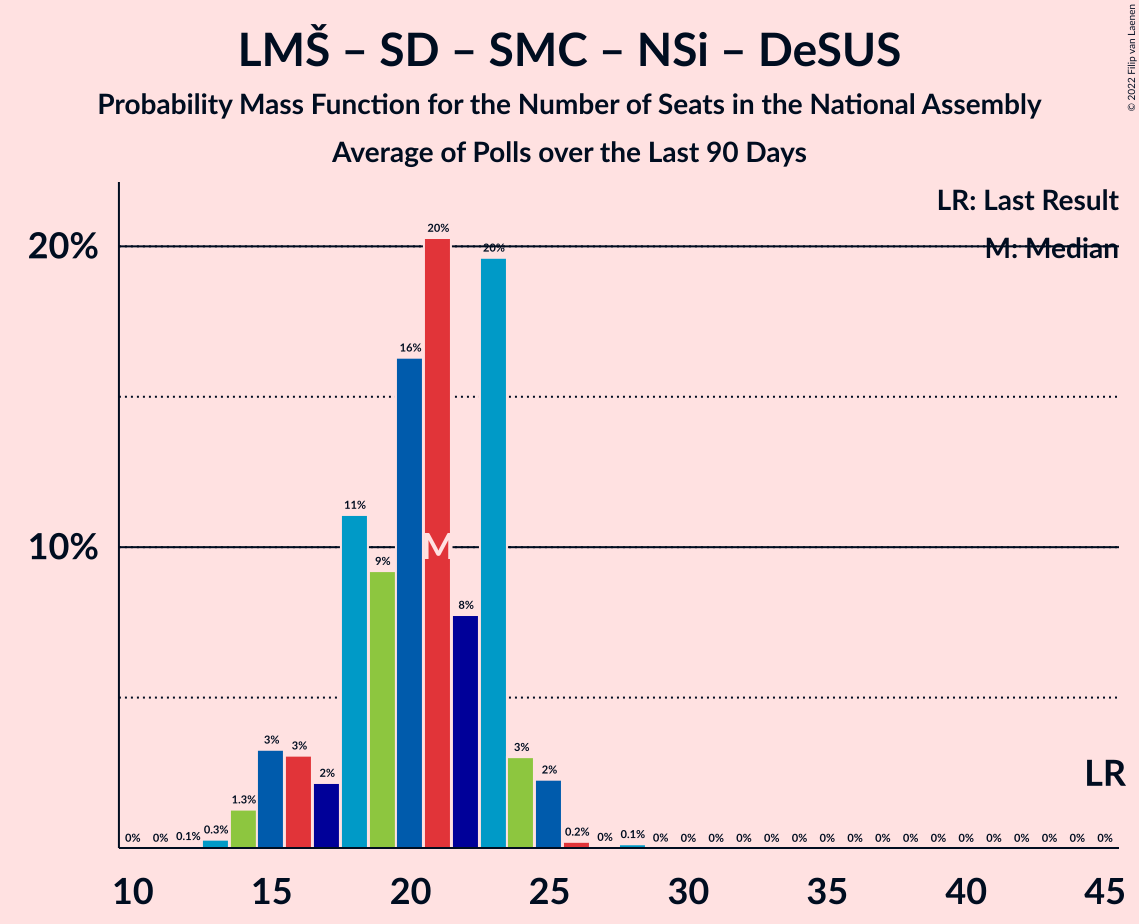 LMŠ – SD – SMC – NSi – DeSUS
Probability Mass Function for the Number of Seats in the National Assembly
Average of Polls over the Last 90 Days
© 2022 Filip van Laenen
LR: Last Result
M: Median
20%
10%
0% 0% 0.1% 0.3% 1.3% 3% 3% 2% 11% 9% 16% 20% 8% 20% 3% 2% 0.2% 0% 0.1% 0% 0% 0% 0% 0% 0% 0% 0% 0% 0% 0% 0% 0% 0% 0% 0% 0%
M
LR
10 15 20 25 30 35 40 45